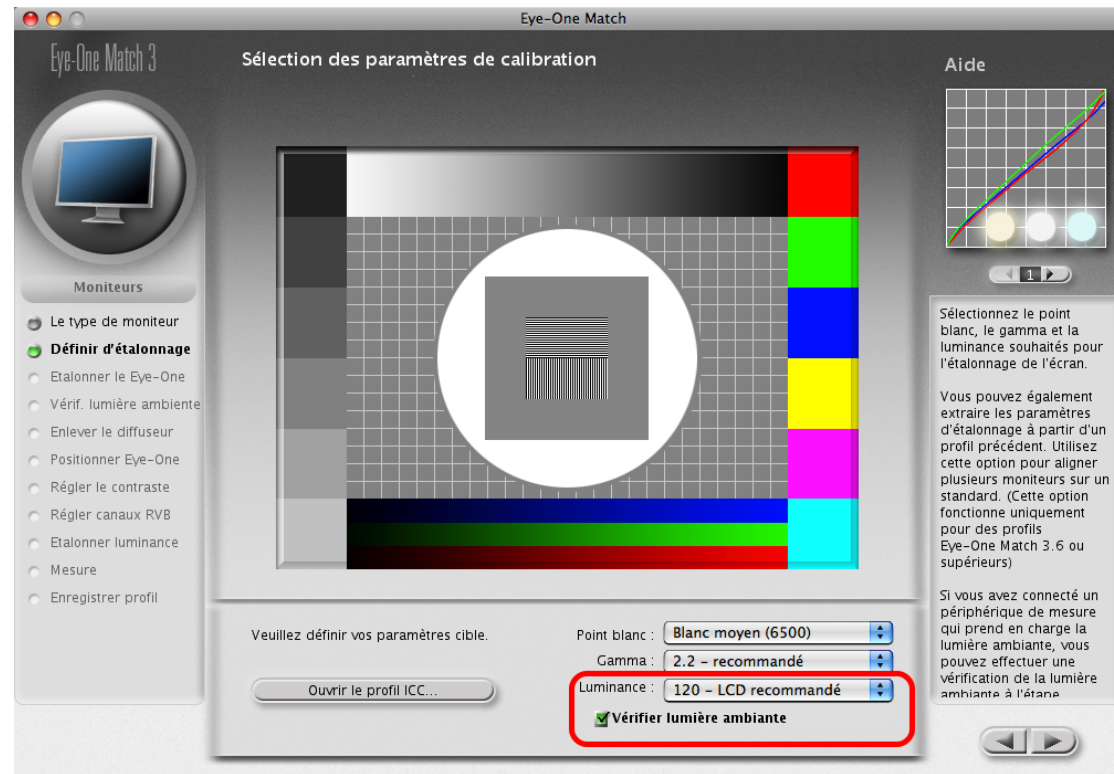 Eye-One Match
Eye-One Match 3
Sélection des paramètres de calibration
Aide
Moniteurs
Le type de moniteur
Définir d'étalonnage
Etalonner le Eye-One
Vérif. lumière ambiente
Enlever le diffuseur
Positionner Eye-One
Régler le contraste
Régler canaux RVB
Etalonner luminance
Mesure
Enregistrer profil
Veuillez définir vos paramètres cible.
Ouvrir le profil ICC...
Point blanc : Blanc moyen (6500)
Gamma : 2.2 - recommandé
Luminance : 120 - LCD recommandé
Vérifier lumière ambiante
1
Sélectionnez le point
blanc, le gamma et la
luminance souhaités pour
l'étalonnage de l'écran.
Vous pouvez également
extraire les paramètres
d'étalonnage à partir d'un
profil précédent. Utilisez
cette option pour aligner
plusieurs moniteurs sur un
standard. (Cette option
fonctionne uniquement
pour des profils
Eye-One Match 3.6 ou
supérieurs)
Si vous avez connecté un
périphérique de mesure
qui prend en charge la
lumière ambiante, vous
pouvez effectuer une
vérification de la lumière
ambiante à l'étape